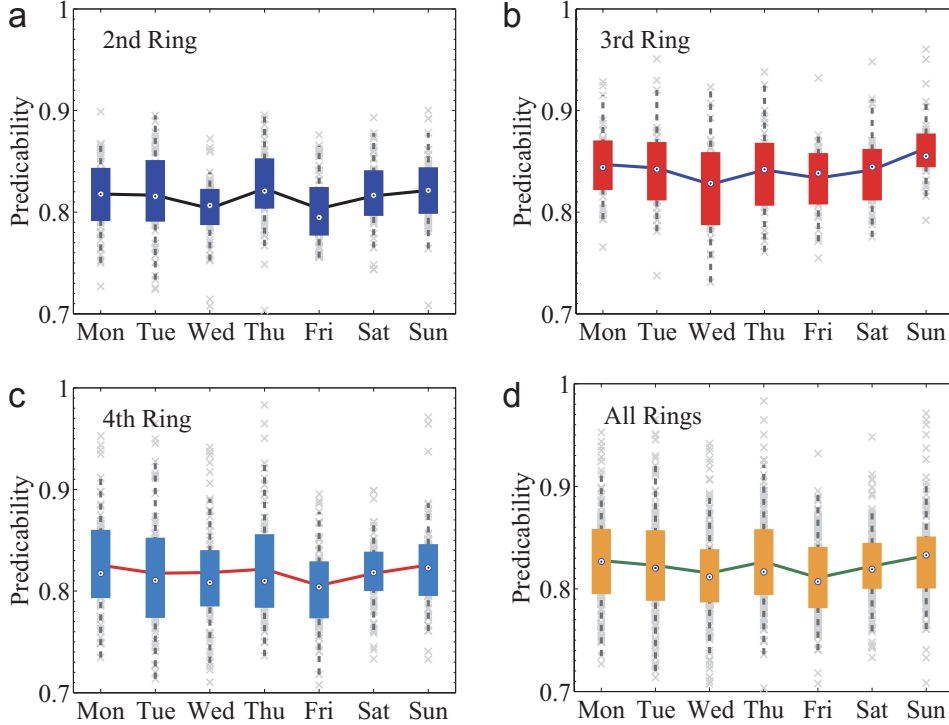 a
2nd Ring
Predicability
1
0.9
0.8
0.7
Mon Tue Wed Thu Fri Sat Sun
b
3rd Ring
Predicability
1
0.9
0.8
0.7
Mon Tue Wed Thu Fri Sat Sun
c
4th Ring
Predicability
1
0.9
0.8
0.7
Mon Tue Wed Thu Fri Sat Sun
d
All Rings
Predicability
1
0.9
0.8
0.7
Mon Tue Wed Thu Fri Sat Sun